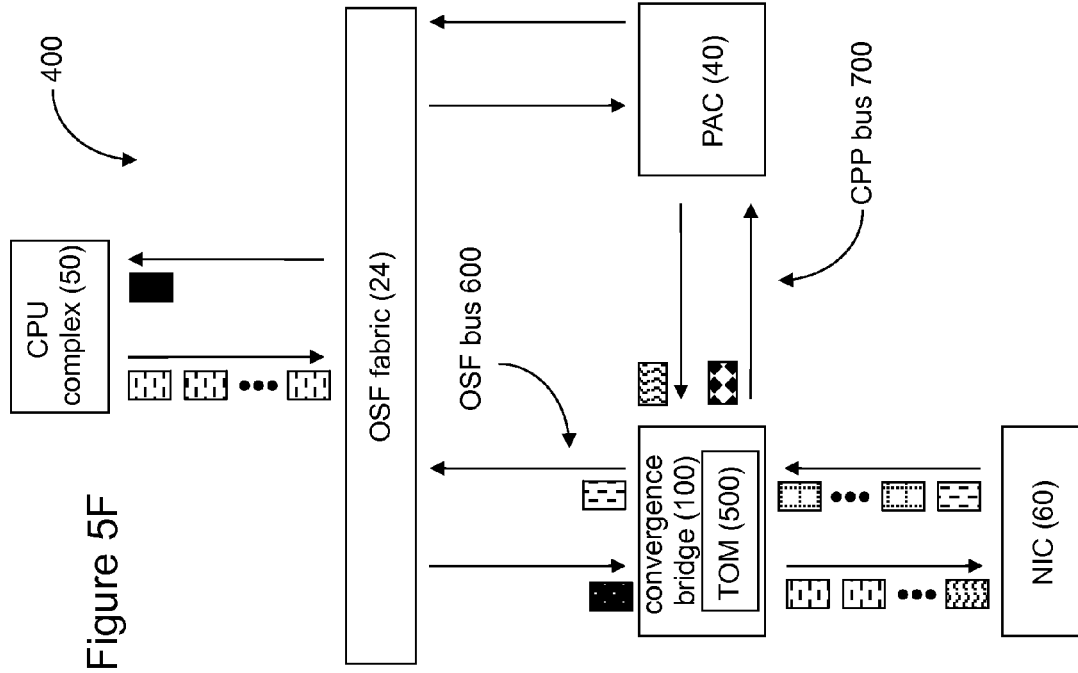 Figure 5F
400
CPU
complex (50)
OSF fabric (24)
OSF bus 600
convergence
bridge (100)
TOM (500)
PAC (40)
CPP bus 700
NIC (60)